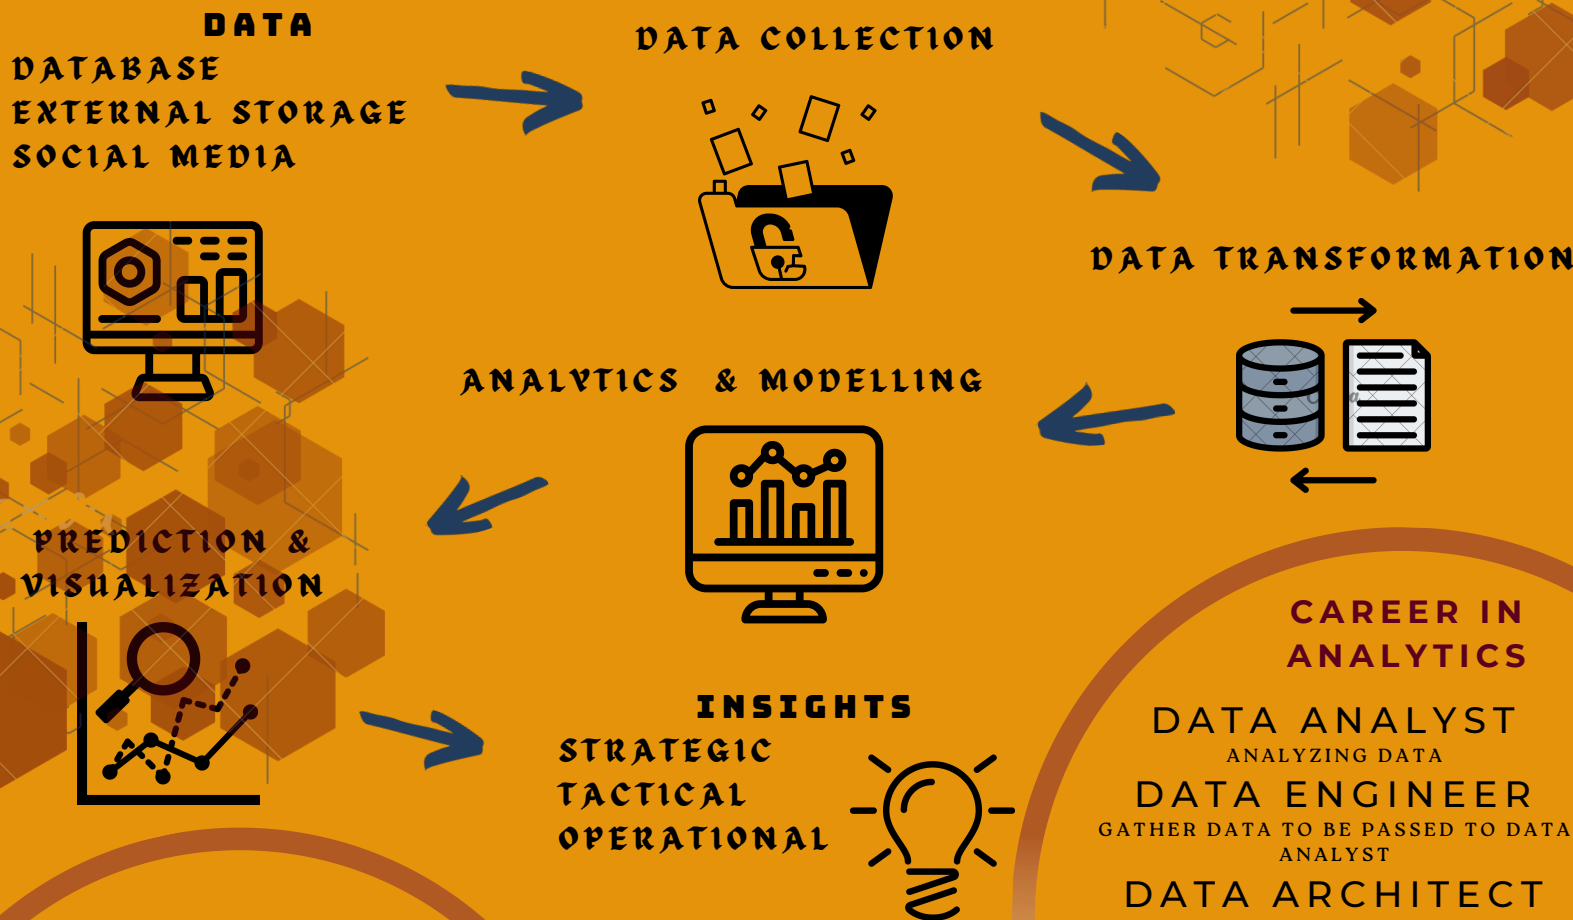 DATA
DATABASE
EXTERNAL STORAGE
SOCIAL MEDIA
DATA COLLECTION
DATA TRANSFORMATION
ANALYTICS & MODELLING
PREDICTION &
VISUALIZATION
INSIGHTS
STRATEGIC
TACTICAL
OPERATIONAL
CAREER IN
ANALYTICS
DATA ANALYST
ANALYZING DATA
DATA ENGINEER
GATHER DATA TO BE PASSED TO DATA
ANALYST
DATA ARCHITECT